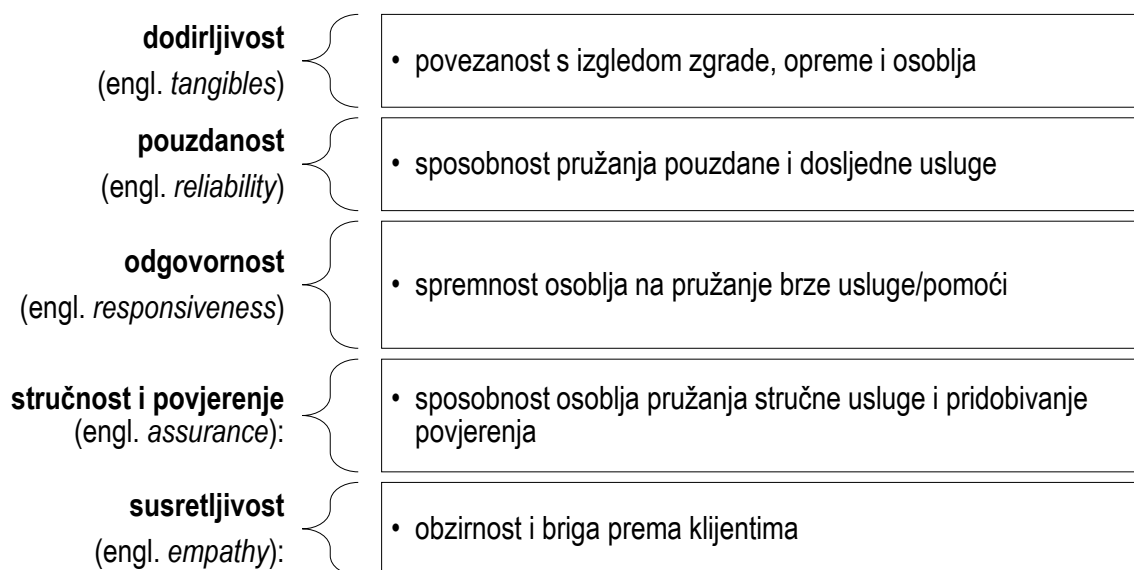 dodirljivost
(engl. tangibles)
• povezanost s izgledom zgrade, opreme i osoblja
pouzdanost
(engl. reliability)
• sposobnost pružanja pouzdane i dosljedne usluge
odgovornost
(engl. responsiveness)
• spremnost osoblja na pružanje brze usluge/pomoći
stručnost i povjerenje
(engl. assurance):
• sposobnost osoblja pružanja stručne usluge i pridobivanje
povjerenja
susretljivost
(engl. empathy):
• obzirnost i briga prema klijentima